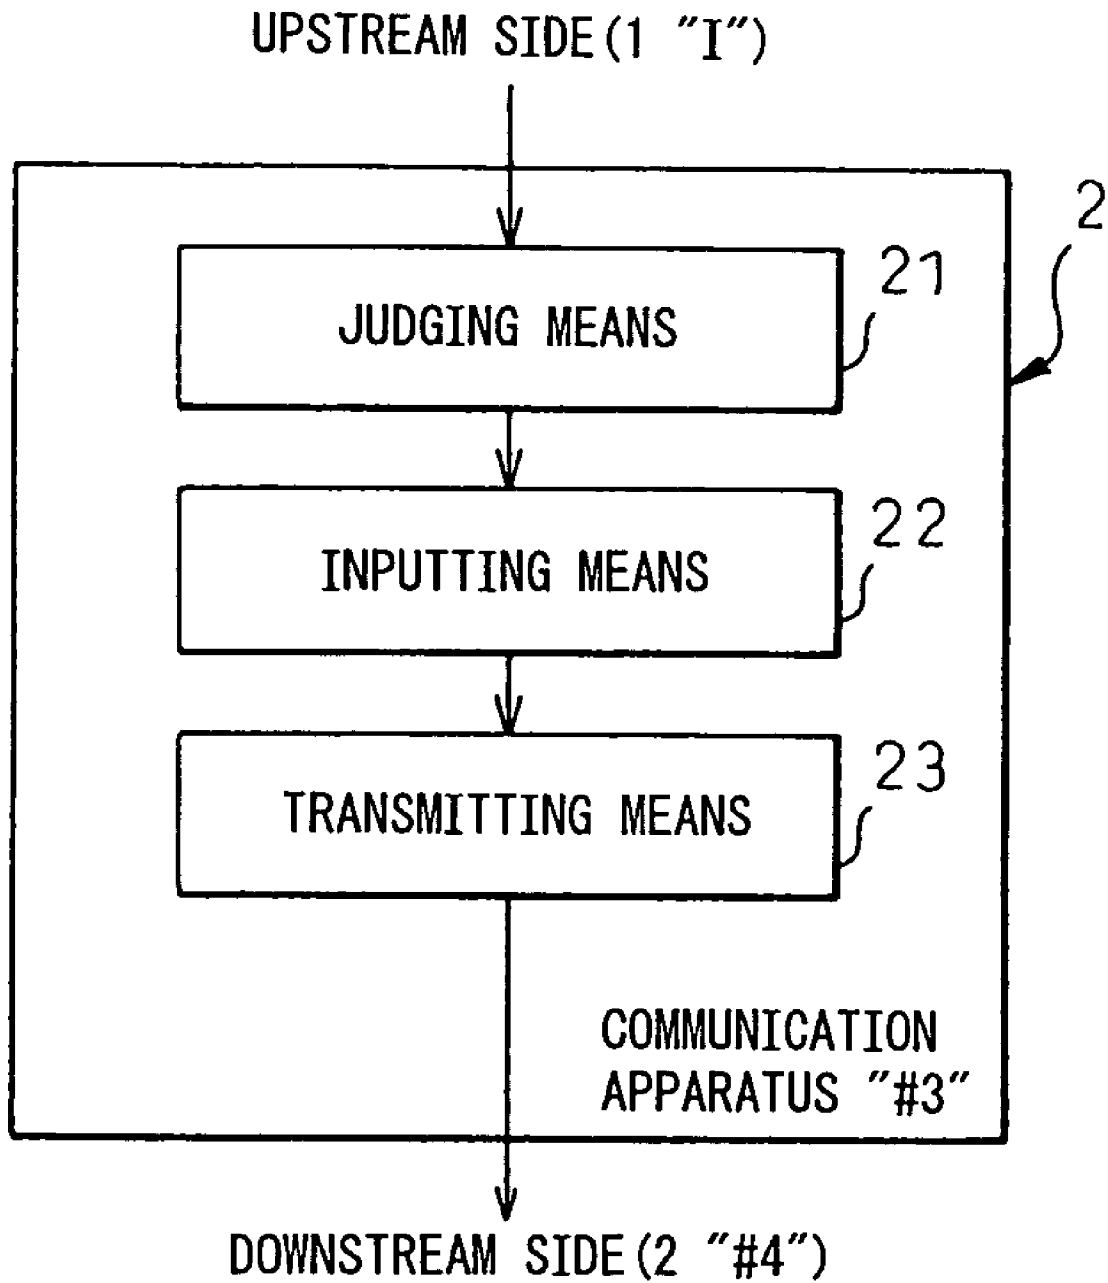 UPSTREAM SIDE(1 "I")
2
21
JUDGING MEANS
22
INPUTTING MEANS
23
TRANSMITTING MEANS
COMMUNICATION
APPARATUS "#3"
DOWNSTREAM SIDE(2 "#4")